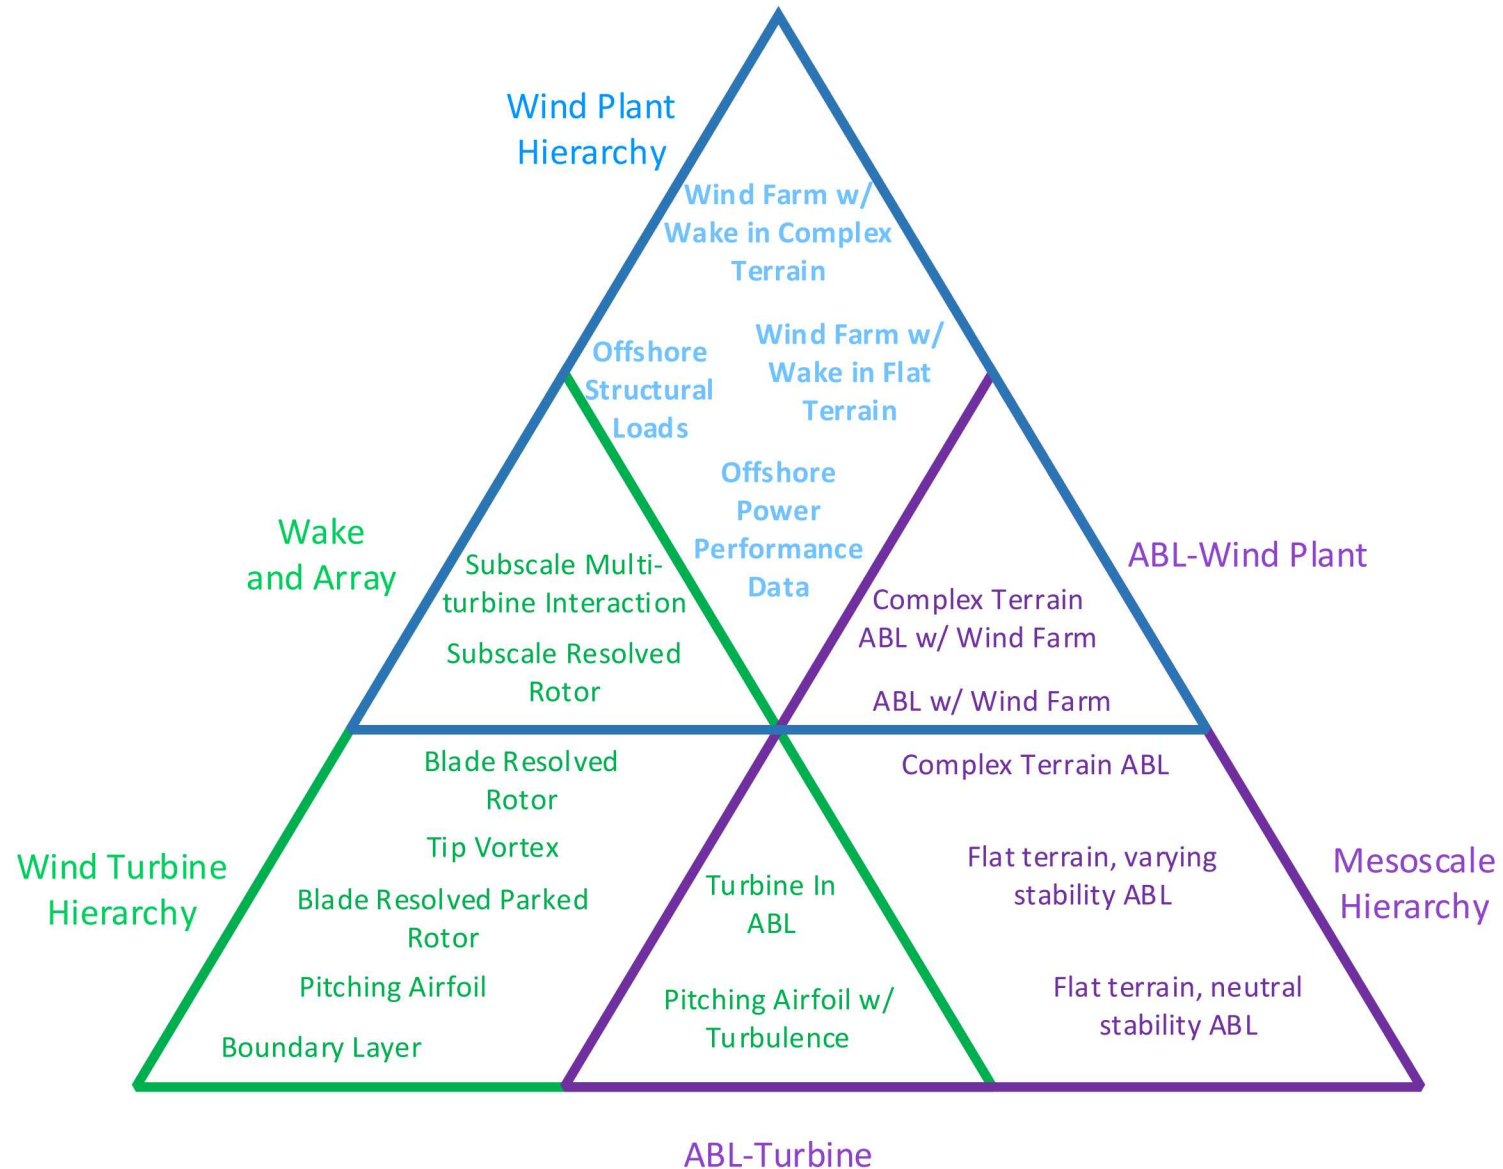 Wind Plant
Hierarchy
Wind Farm w/
Wake in Complex
Terrain
Offshore
Structural
Loads
Wind Farm w/
Wake in Flat
Terrain
Offshore
Power
Performance
Data
Wake
and Array
Subscale Multi-
turbine Interaction
Subscale Resolved
Rotor
ABL-Wind Plant
Complex Terrain
ABL w/ Wind Farm
ABL w/ Wind Farm
Wind Turbine
Hierarchy
Blade Resolved
Rotor
Tip Vortex
Blade Resolved Parked
Rotor
Pitching Airfoil
Boundary Layer
Turbine In
ABL
Pitching Airfoil w/
Turbulence
Complex Terrain ABL
Flat terrain, varying
stability ABL
Flat terrain, neutral
stability ABL
Mesoscale
Hierarchy
ABL-Turbine